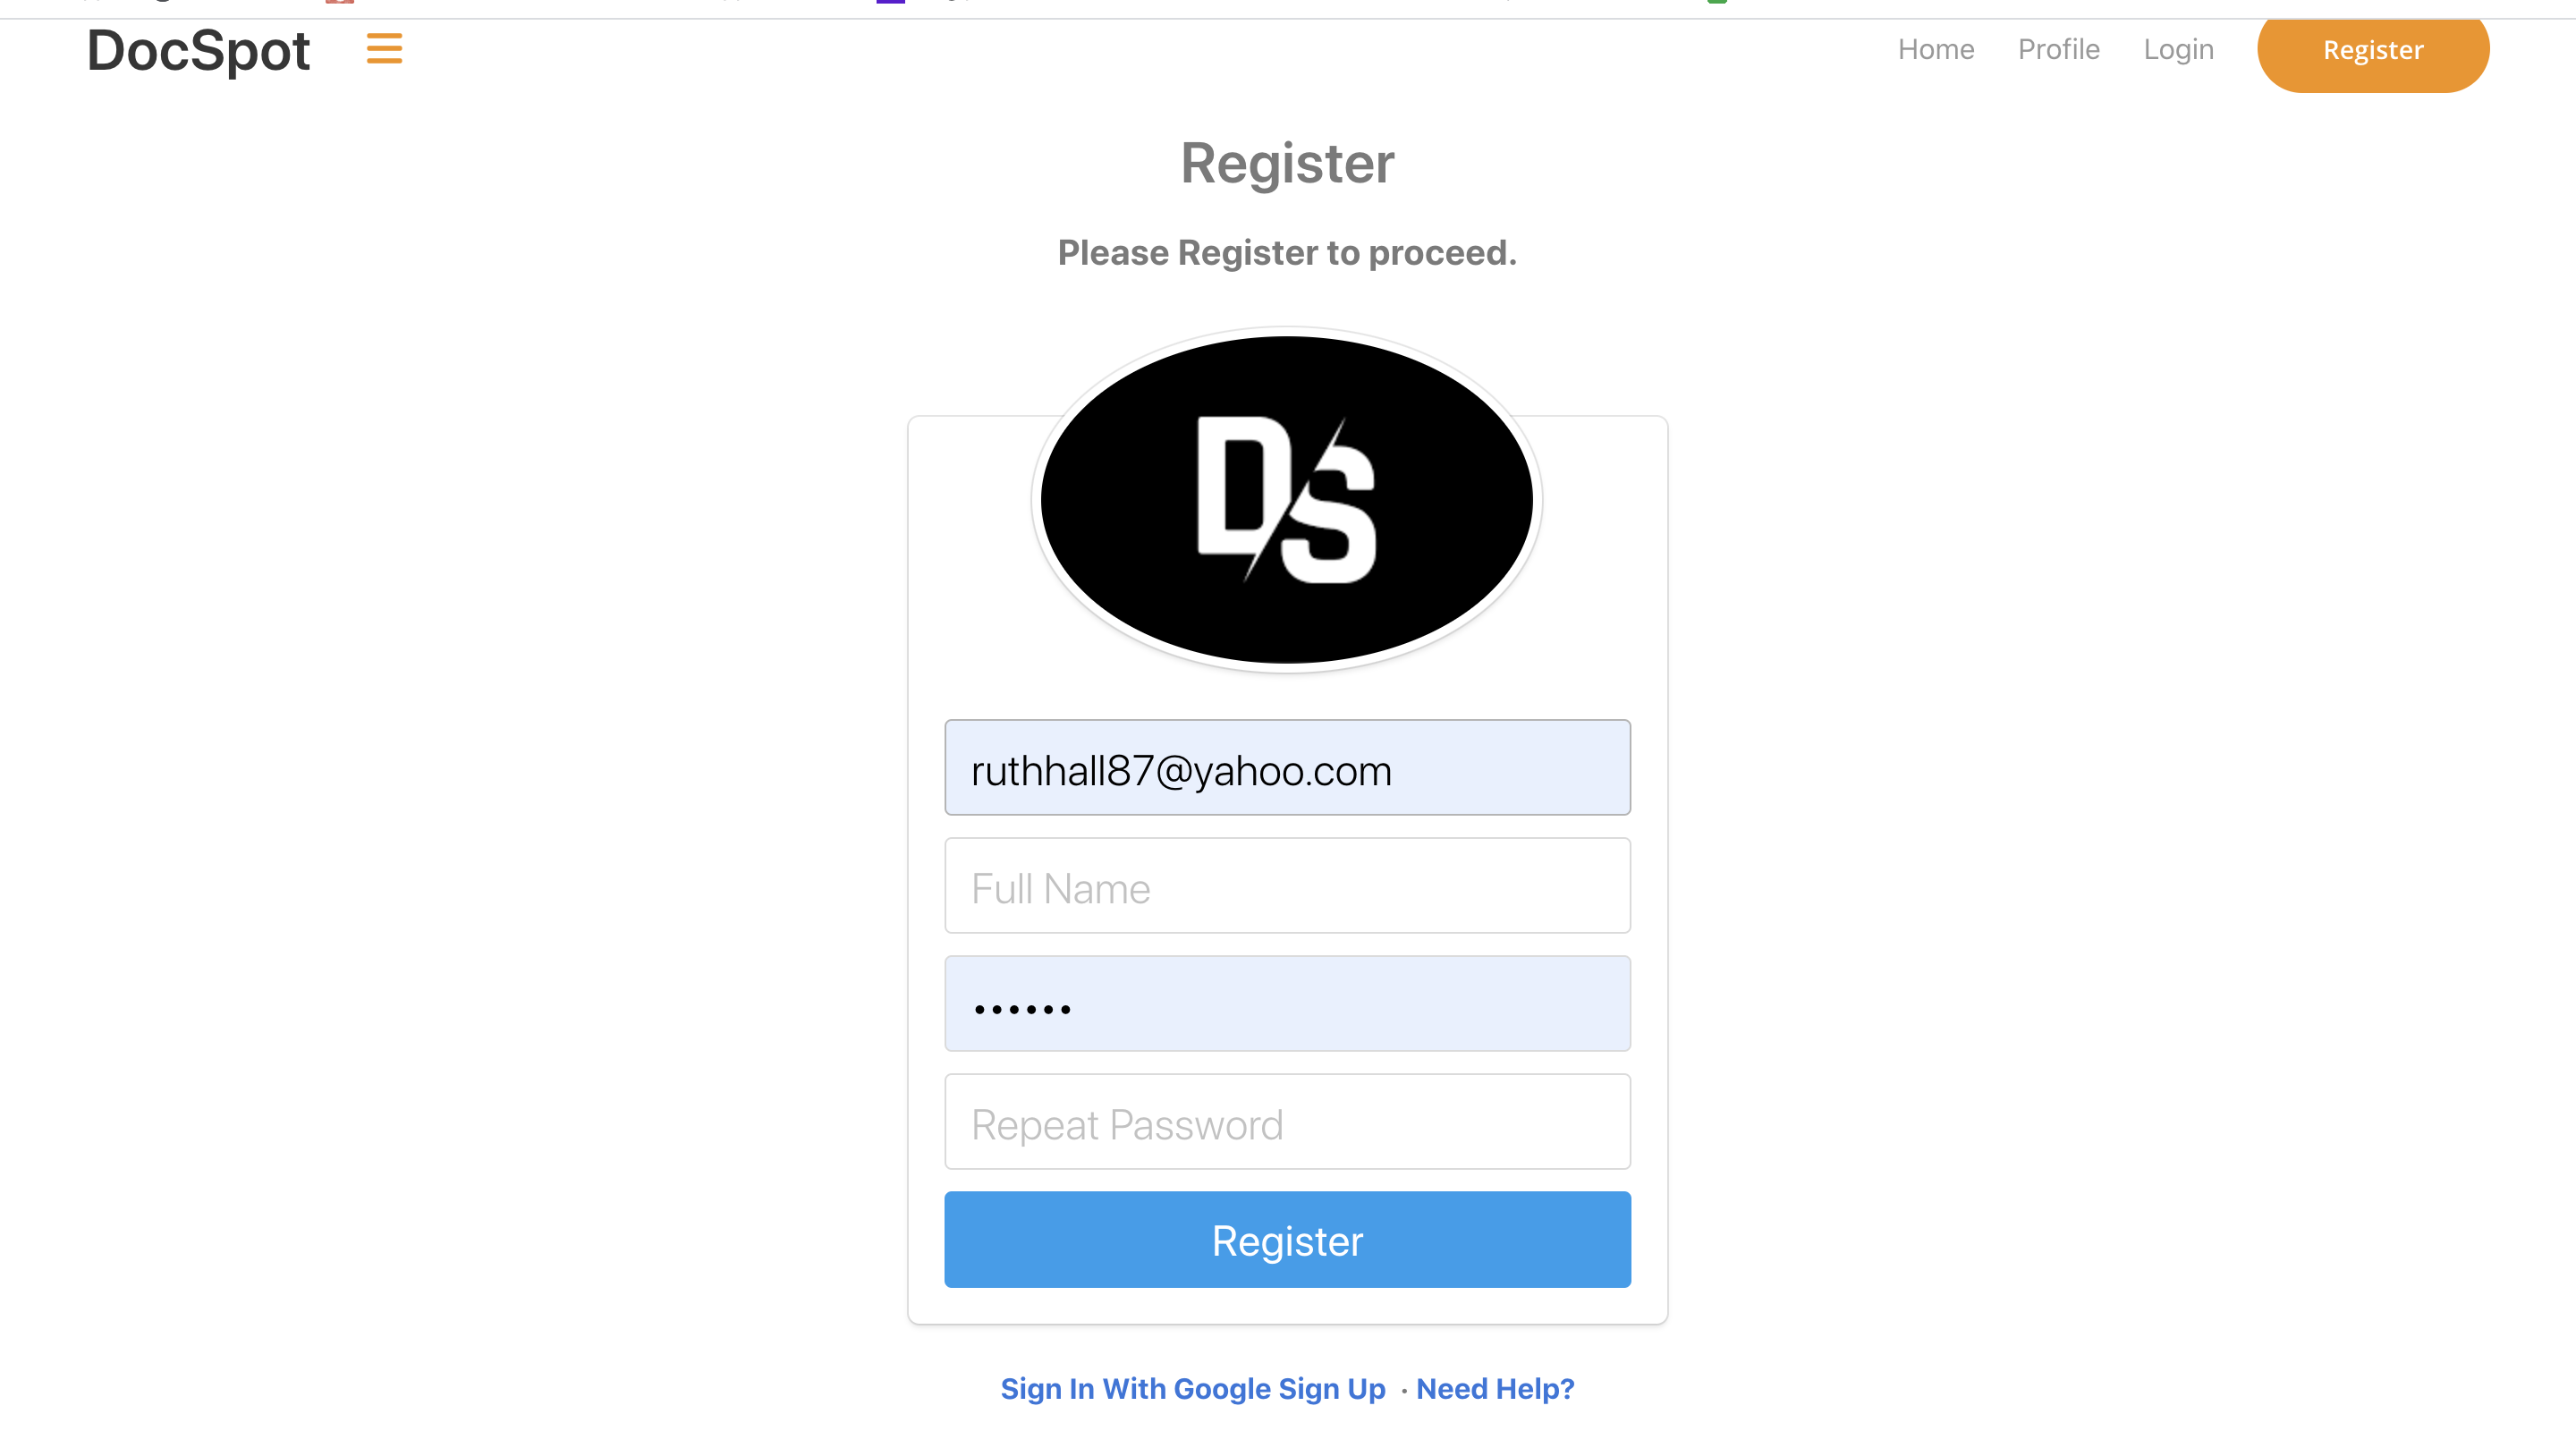 DocSpot
Home Profile Login Register
Register
Please Register to proceed.
DS
ruthhall87@yahoo.com
Full Name
••••••
Repeat Password
Register
Sign In With Google Sign Up · Need Help?